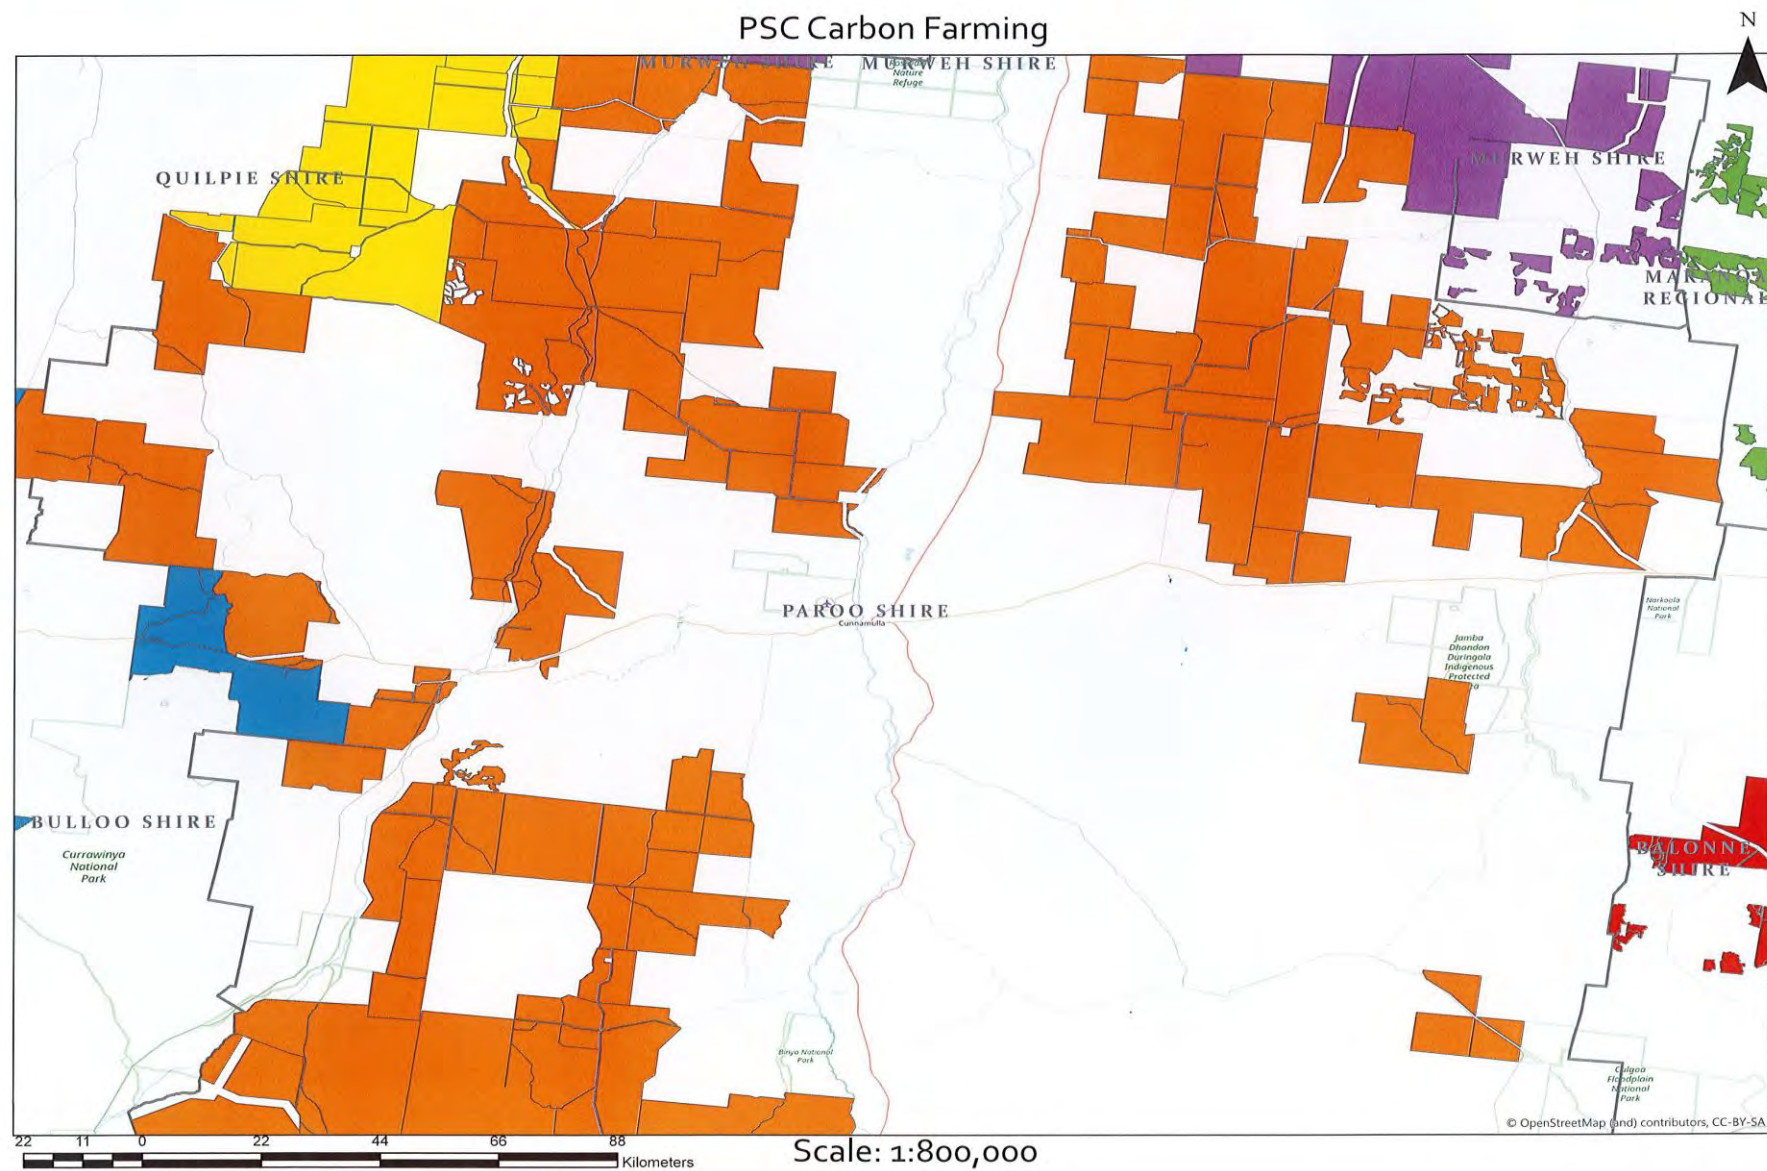 PSC Carbon Farming
N
MURWEH SHIRE
MURWEH SHIRE
Nature
Refuge
MURWEH SHIRE
QUILPIE SHIRE
MARANOA
REGIONAL
PAROO SHIRE
Cunnamulla
Narkoola
National
Park
Jamba
Dhandan
Duringala
Indigenous
Protected
BULLOO SHIRE
Currawinya
National
Park
BALONNE
SHIRE
Binya National
Park
Culgoa
Floodplain
National
Park
© OpenStreetMap (and) contributors, CC-BY-SA
22 11 0 22 44 66 88
Kilometers
Scale: 1:800,000